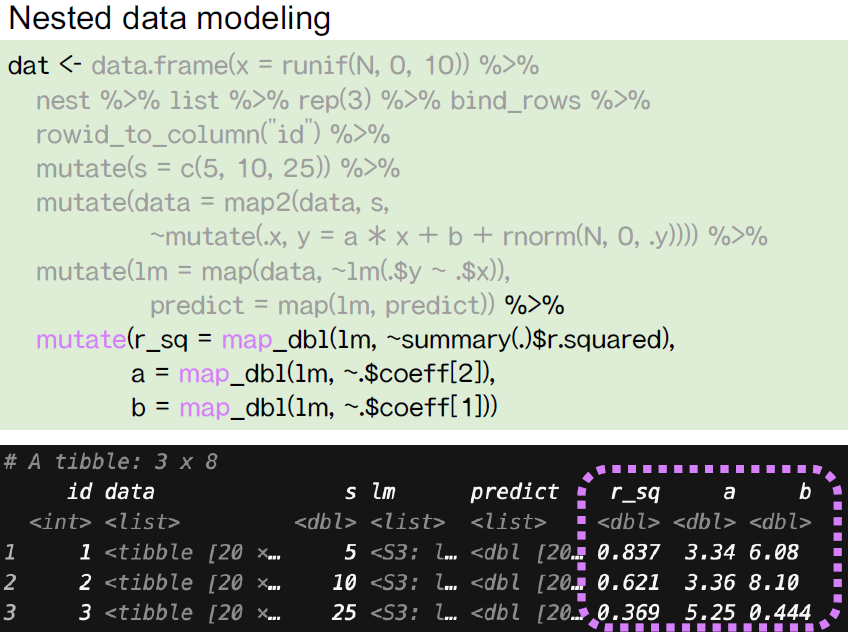 Nested data modeling
dat <- data.frame(x = runif(N, 0, 10)) %>%
nest %>% list %>% rep(3) %>% bind_rows %>%
rowid_to_column("id") %>%
mutate(s = c(5, 10, 25)) %>%
mutate(data = map2(data, s,
~mutate(.x, y = a * x + b + rnorm(N, 0, .y)))) %>%
mutate(lm = map(data, ~lm(.$y ~ .$x)),
predict = map(lm, predict)) %>%
mutate(r_sq = map_dbl(lm, ~summary(.)$r.squared),
a = map_dbl(lm, ~.$coeff[2]),
b = map_dbl(lm, ~.$coeff[1]))
# A tibble: 3 x 8
id data s lm predict r_sq a b
<int> <list> <dbl> <list> <list> <dbl> <dbl> <dbl>
1 1 <tibble [20 ×… 5 <S3: l… <dbl [20… 0.837 3.34 6.08
2 2 <tibble [20 ×… 10 <S3: l… <dbl [20… 0.621 3.36 8.10
3 3 <tibble [20 ×… 25 <S3: l… <dbl [20… 0.369 5.25 0.444